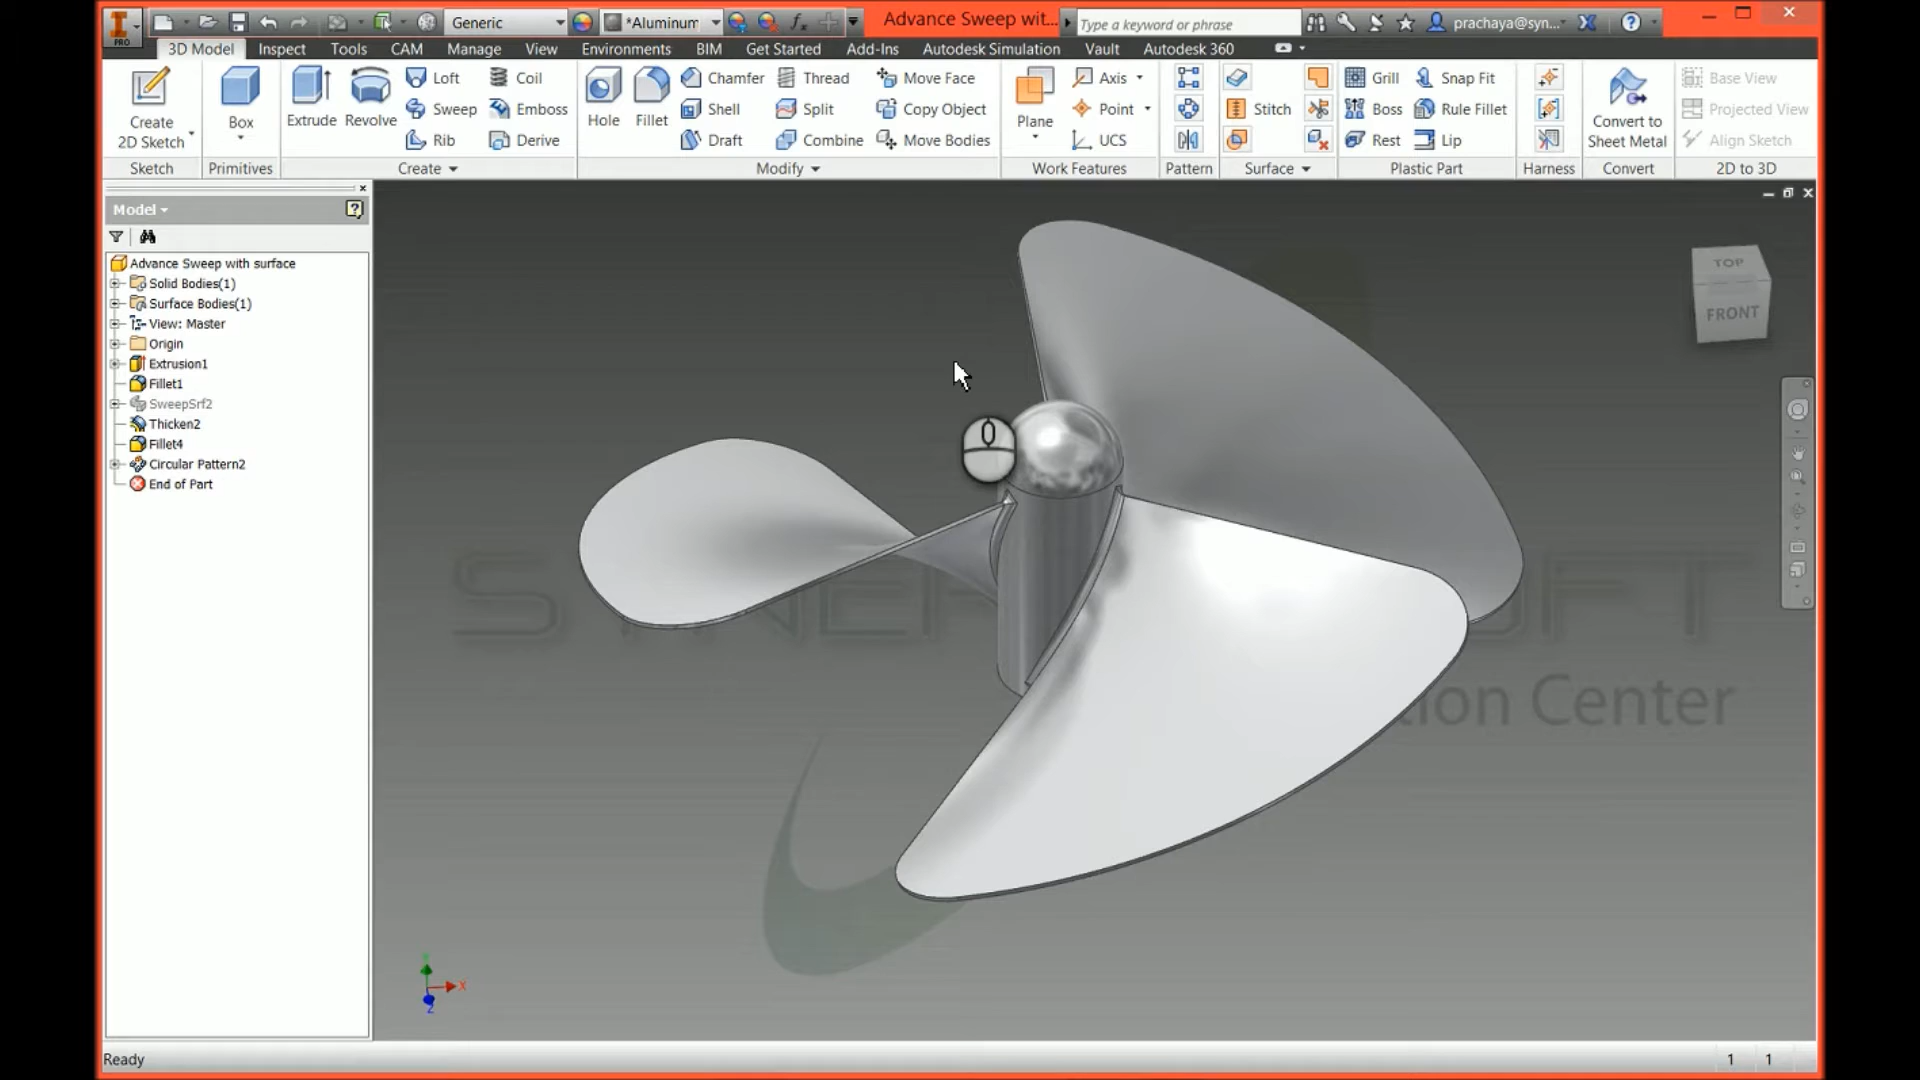 PRO
Generic
*Aluminum
Advance Sweep wit...
Type a keyword or phrase
prachaya@syn...
3D Model
Inspect
Tools
CAM
Manage
View
Environments
BIM
Get Started
Add-Ins
Autodesk Simulation
Vault
Autodesk 360
Create
2D Sketch
Box
Extrude
Revolve
Loft
Sweep
Rib
Coil
Emboss
Derive
Hole
Fillet
Chamfer
Shell
Draft
Thread
Split
Combine
Move Face
Copy Object
Move Bodies
Plane
Axis
Point
UCS
Stitch
Grill
Boss
Rest
Snap Fit
Rule Fillet
Lip
Convert to
Sheet Metal
Base View
Projected View
Align Sketch
Sketch
Primitives
Create
Modify
Work Features
Pattern
Surface
Plastic Part
Harness
Convert
2D to 3D
Model
Advance Sweep with surface
Solid Bodies(1)
Surface Bodies(1)
View: Master
Origin
Extrusion1
Fillet1
SweepSrf2
Thicken2
Fillet4
Circular Pattern2
End of Part
TOP
FRONT
tion Center
X
Z
Ready
1
1